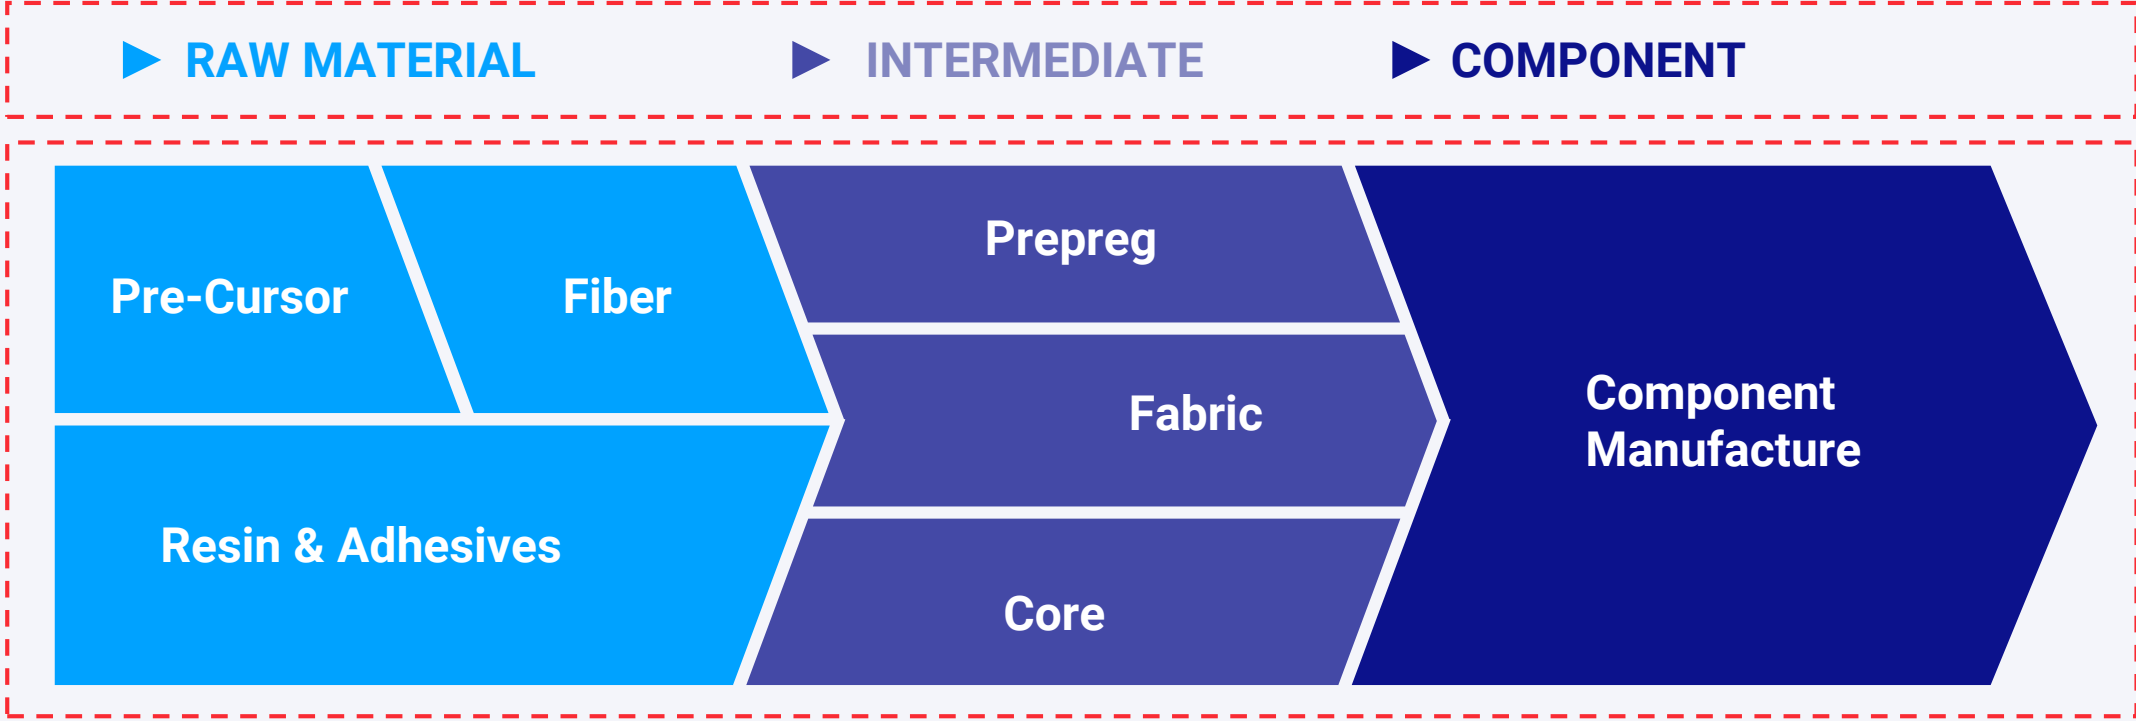 RAW MATERIAL
INTERMEDIATE
COMPONENT
Pre-Cursor
Fiber
Resin & Adhesives
Prepreg
Fabric
Core
Component
Manufacture